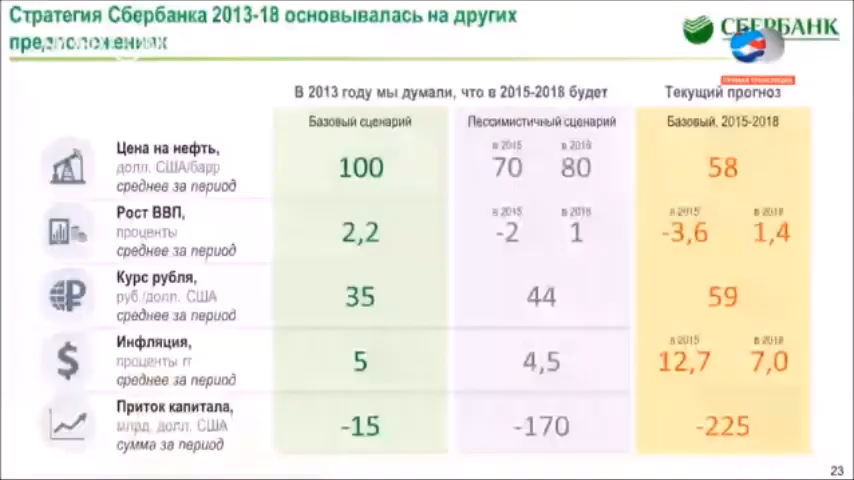 Стратегия Сбербанка 2013-18 основывалась на других
предположениях
СБЕРБАНК
ПРЯМАЯ ТРАНСЛЯЦИЯ
В 2013 году мы думали, что в 2015-2018 будет
Текущий прогноз
Базовый сценарий
Пессимистичный сценарий
Базовый, 2015-2018
Цена на нефть,
долл. США/барр
среднее за период
100
в 2015
70
в 2018
80
58
Рост ВВП,
проценты
среднее за период
2,2
в 2015
-2
в 2016
1
в 2015
-3,6
в 2018
1,4
Курс рубля,
руб./долл. США
среднее за период
35
44
59
Инфляция,
проценты гг
среднее за период
5
4,5
в 2015
12,7
в 2018
7,0
Приток капитала,
млрд. долл. США
сумма за период
-15
-170
-225
23